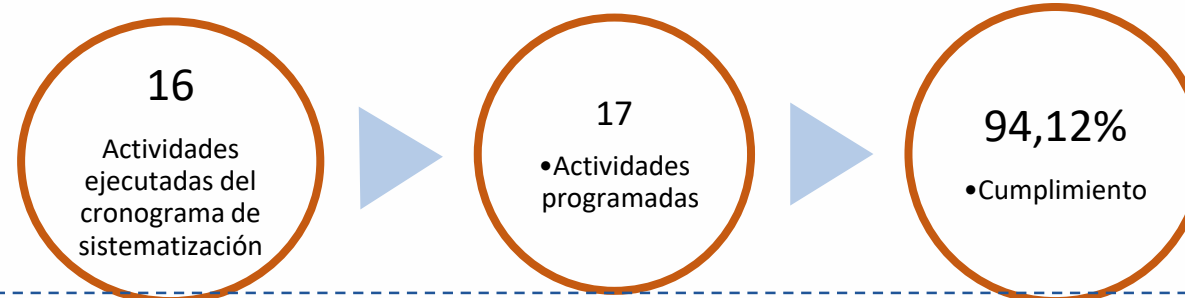 16
Actividades
ejecutadas del
cronograma de
sistematización
17
•Actividades
programadas
94,12%
•Cumplimiento